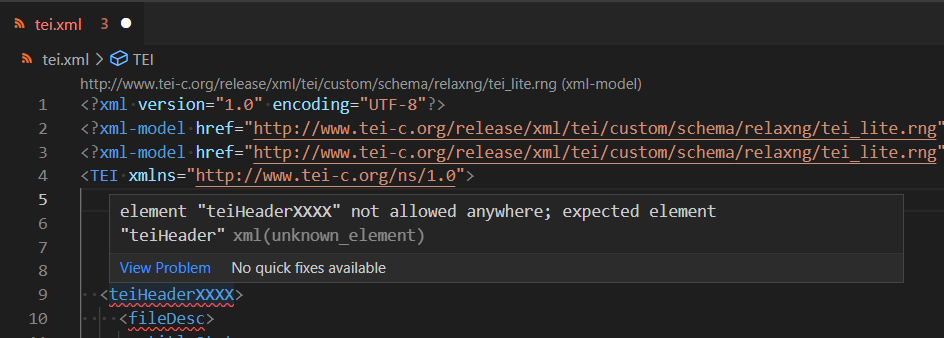 tei.xml 3
tei.xml > TEI
http://www.tei-c.org/release/xml/tei/custom/schema/relaxng/tei_lite.rng (xml-model)
1 <?xml version="1.0" encoding="UTF-8"?>
2 <?xml-model href="http://www.tei-c.org/release/xml/tei/custom/schema/relaxng/tei_lite.rng"
3 <?xml-model href="http://www.tei-c.org/release/xml/tei/custom/schema/relaxng/tei_lite.rng"
4 <TEI xmlns="http://www.tei-c.org/ns/1.0">
5
6
7
8
element "teiHeaderXXXX" not allowed anywhere; expected element
"teiHeader" xml(unknown_element)
View Problem No quick fixes available
9 <teiHeaderXXXX>
10 <fileDesc>